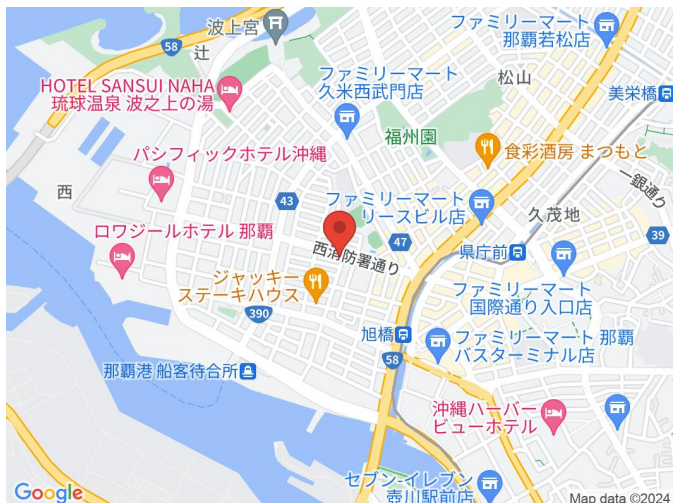 58
波上宮
辻
ファミリーマート
那覇若松店
HOTEL SANSUI NAHA
琉球温泉 波之上の湯
ファミリーマート
久米西武門店
松山
美栄橋
福州園
食彩酒房 まつもと
パシフィックホテル沖縄
一銀通り
西
43
ファミリーマート
リースビル店
久茂地
ロワジールホテル 那覇
47
39
西消防署通り
県庁前
ジャッキー
ステーキハウス
ファミリーマート
国際通り入口店
390
旭橋
ファミリーマート 那覇
バスターミナル店
58
那覇港 船客待合所
沖縄ハーバー
ビューホテル
セブン-イレブン
壺川駅前店
Google
Map data ©2024